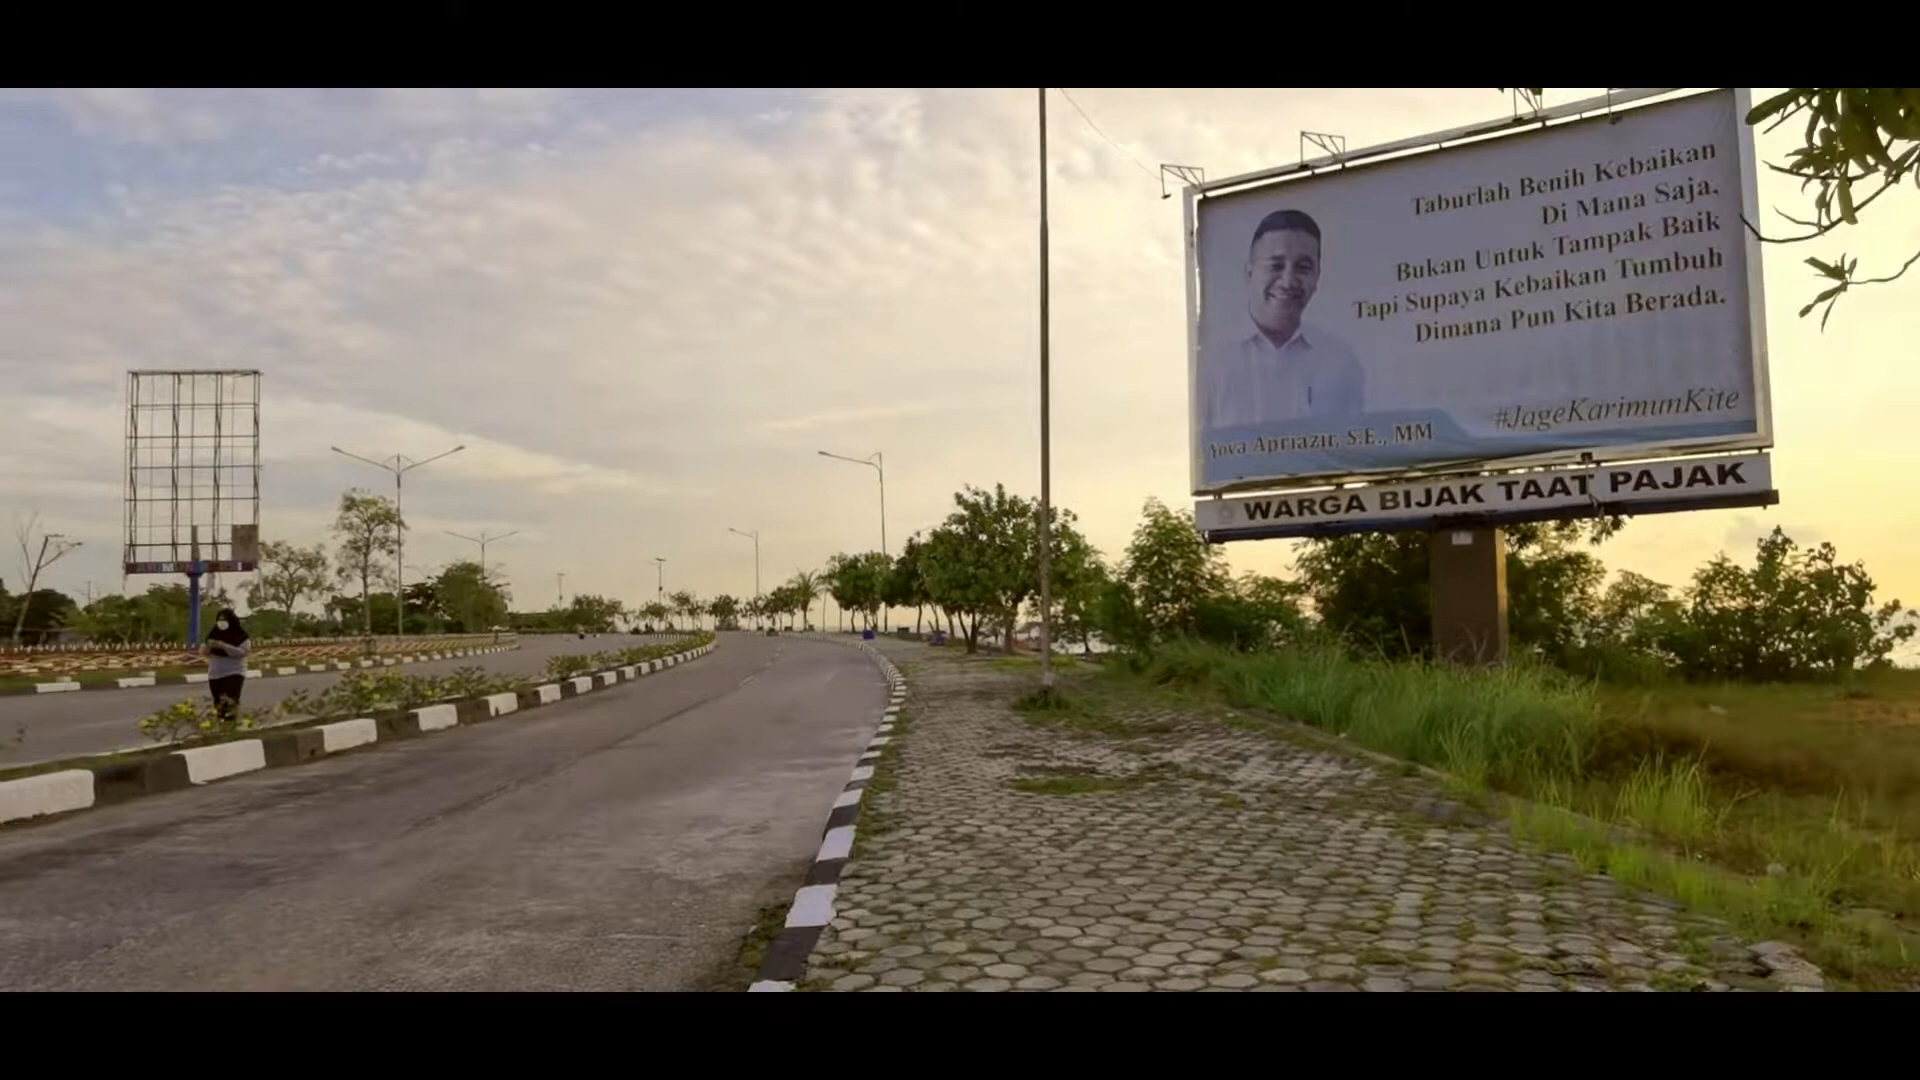 Taburlah Benih Kebaikan
Di Mana Saja,
Bukan Untuk Tampak Baik
Tapi Supaya Kebaikan Tumbuh
Dimana Pun Kita Berada.
#JageKarimunKite
Yova Apriazir, S.E., MM
WARGA BIJAK TAAT PAJAK